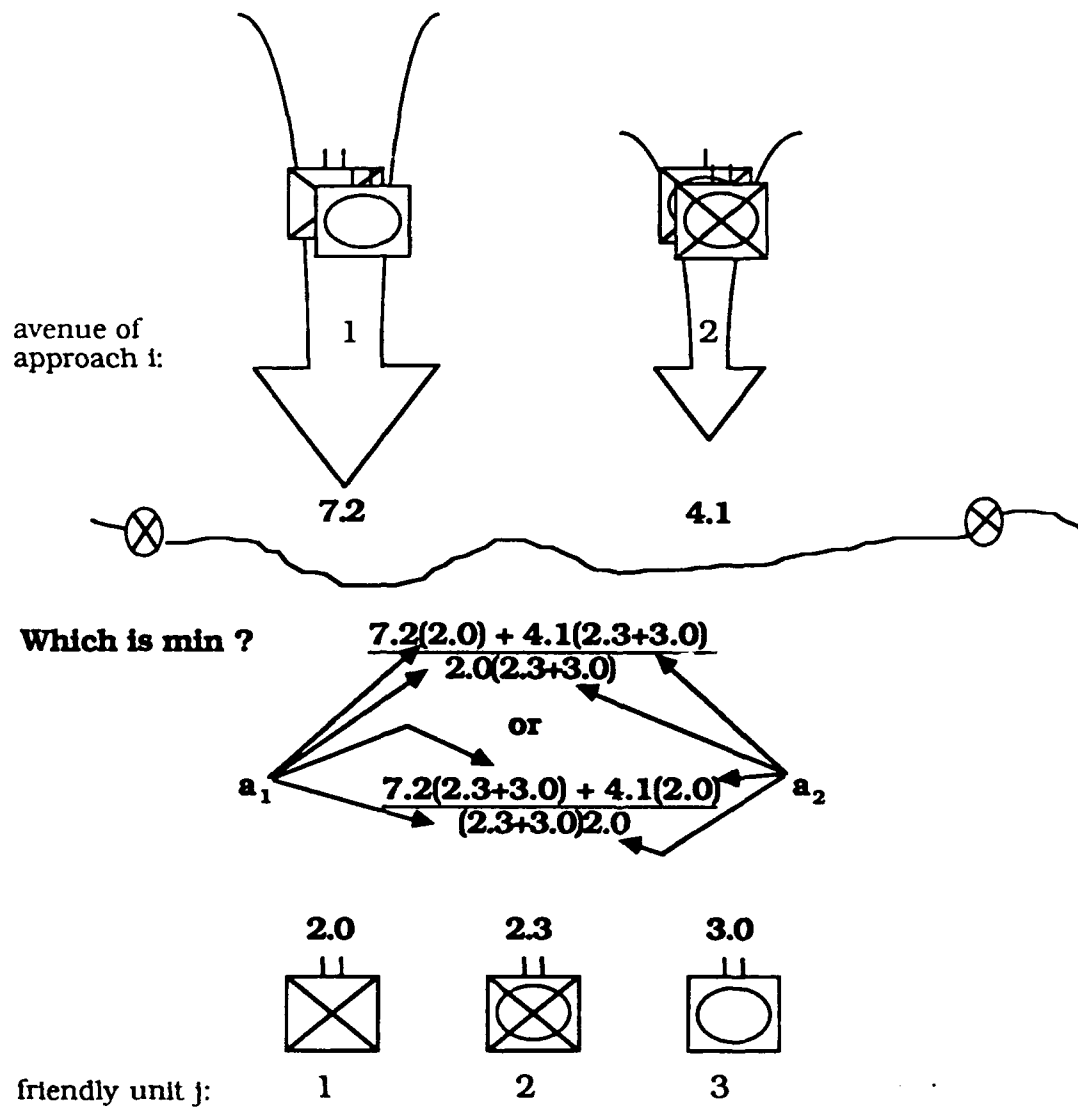 avenue of
approach i:
1
2
7.2
4.1
Which is min ?
7.2(2.0) + 4.1(2.3+3.0)
2.0(2.3+3.0)
or
a1
7.2(2.3+3.0) + 4.1(2.0)
(2.3+3.0)2.0
a2
2.0
2.3
3.0
friendly unit j:
1
2
3